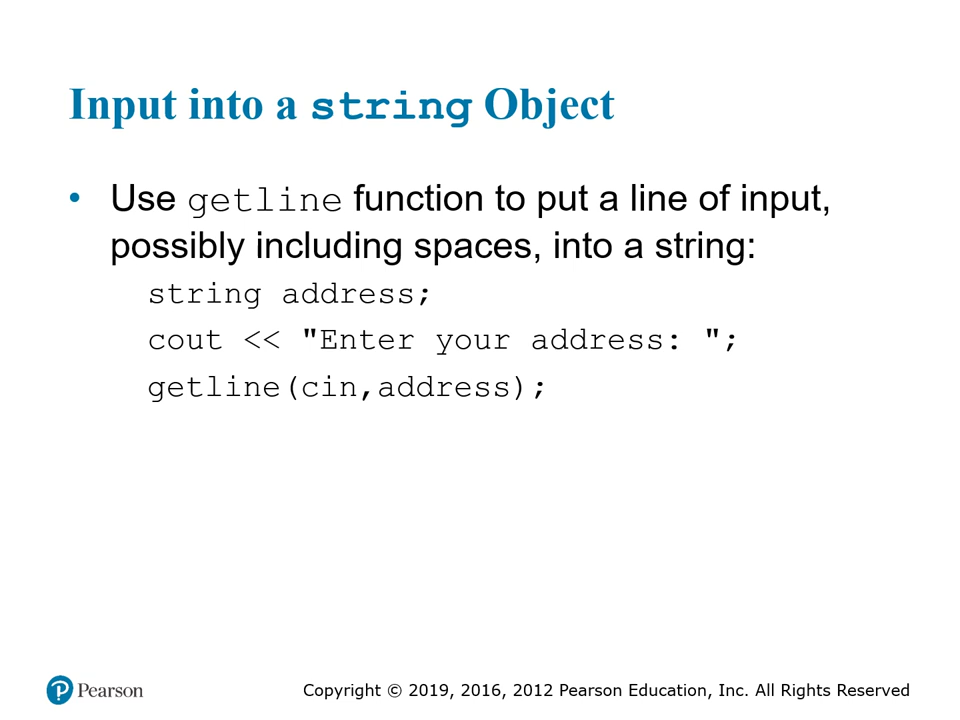 Input into a string Object
• Use getline function to put a line of input,
possibly including spaces, into a string:
string address;
cout << "Enter your address: ";
getline(cin,address);
Pearson
Copyright © 2019, 2016, 2012 Pearson Education, Inc. All Rights Reserved